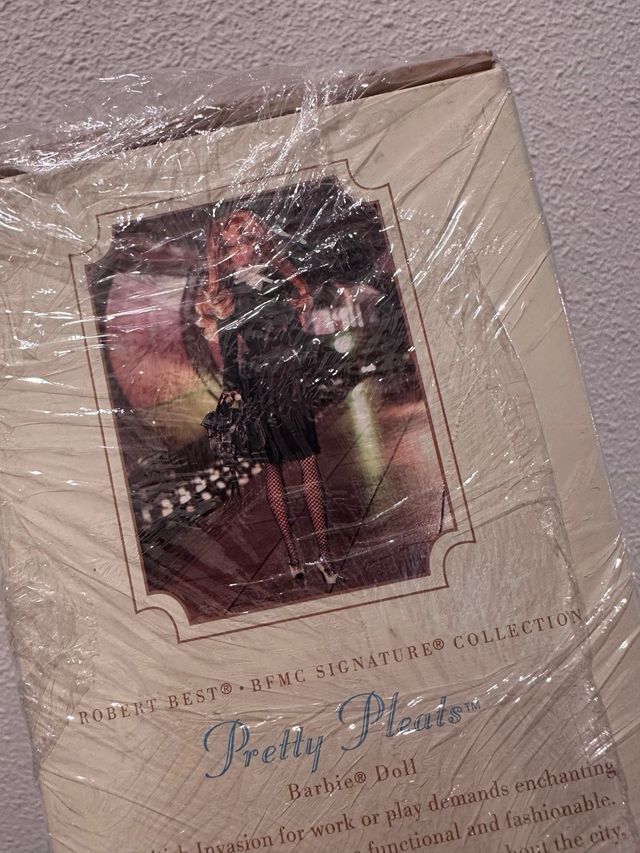 ROBERT BEST® · BFMC SIGNATURE® COLLECTION
Pretty Pleats™
Barbie® Doll
Invasion for work or play demands enchanting
functional and fashionable.
the city,